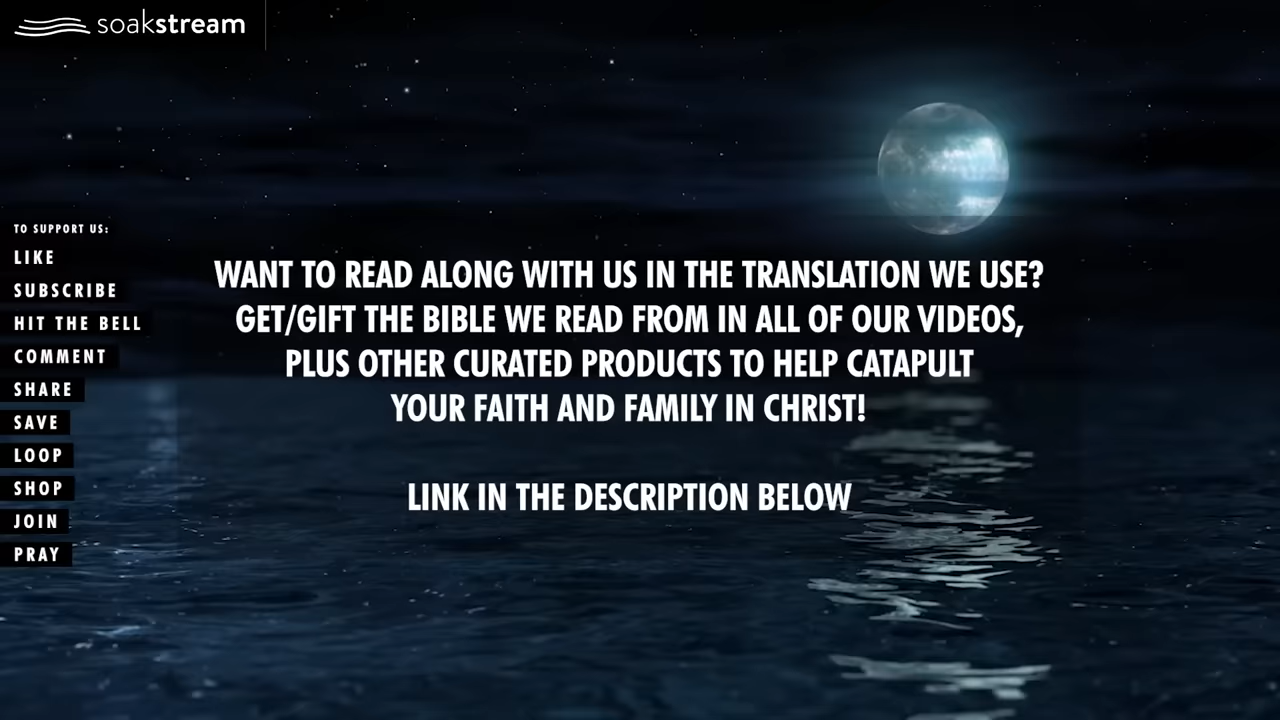 soakstream
TO SUPPORT US:
LIKE
SUBSCRIBE
HIT THE BELL
COMMENT
SHARE
SAVE
LOOP
SHOP
JOIN
PRAY
WANT TO READ ALONG WITH US IN THE TRANSLATION WE USE?
GET/GIFT THE BIBLE WE READ FROM IN ALL OF OUR VIDEOS,
PLUS OTHER CURATED PRODUCTS TO HELP CATAPULT
YOUR FAITH AND FAMILY IN CHRIST!
LINK IN THE DESCRIPTION BELOW